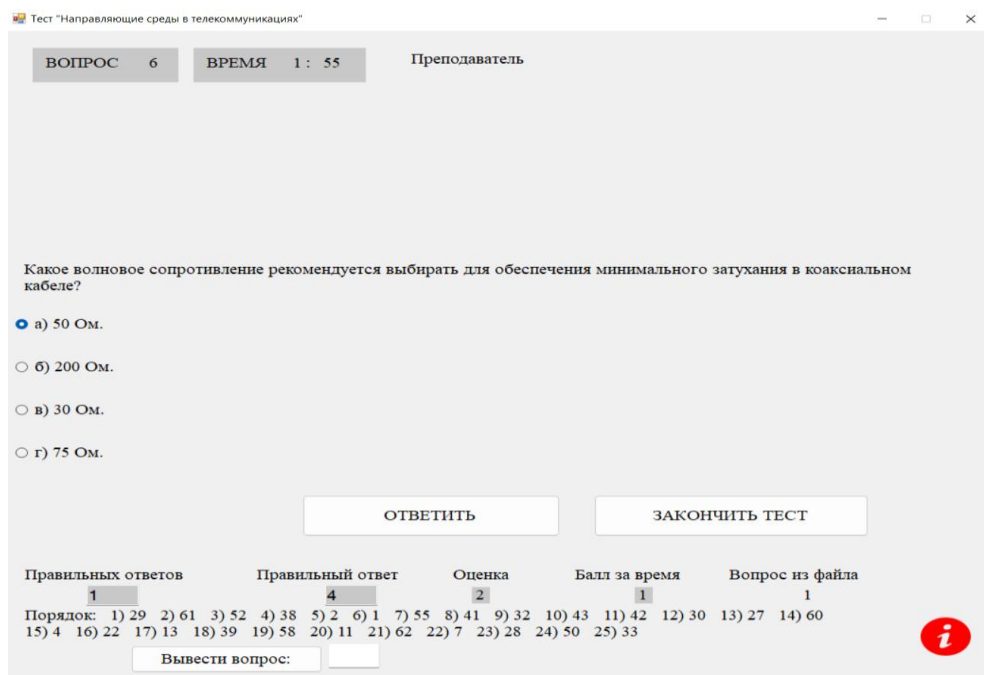 Тест "Направляющие среды в телекоммуникациях"
ВОПРОС 6 ВРЕМЯ 1 : 55 Преподаватель
Какое волновое сопротивление рекомендуется выбирать для обеспечения минимального затухания в коаксиальном
кабеле?
а) 50 Ом.
б) 200 Ом.
в) 30 Ом.
г) 75 Ом.
ОТВЕТИТЬ ЗАКОНЧИТЬ ТЕСТ
Правильных ответов Правильный ответ Оценка Балл за время Вопрос из файла
1 4 2 1 1
Порядок: 1) 29 2) 61 3) 52 4) 38 5) 2 6) 1 7) 55 8) 41 9) 32 10) 43 11) 42 12) 30 13) 27 14) 60
15) 4 16) 22 17) 13 18) 39 19) 58 20) 11 21) 62 22) 7 23) 28 24) 50 25) 33
Вывести вопрос:
i